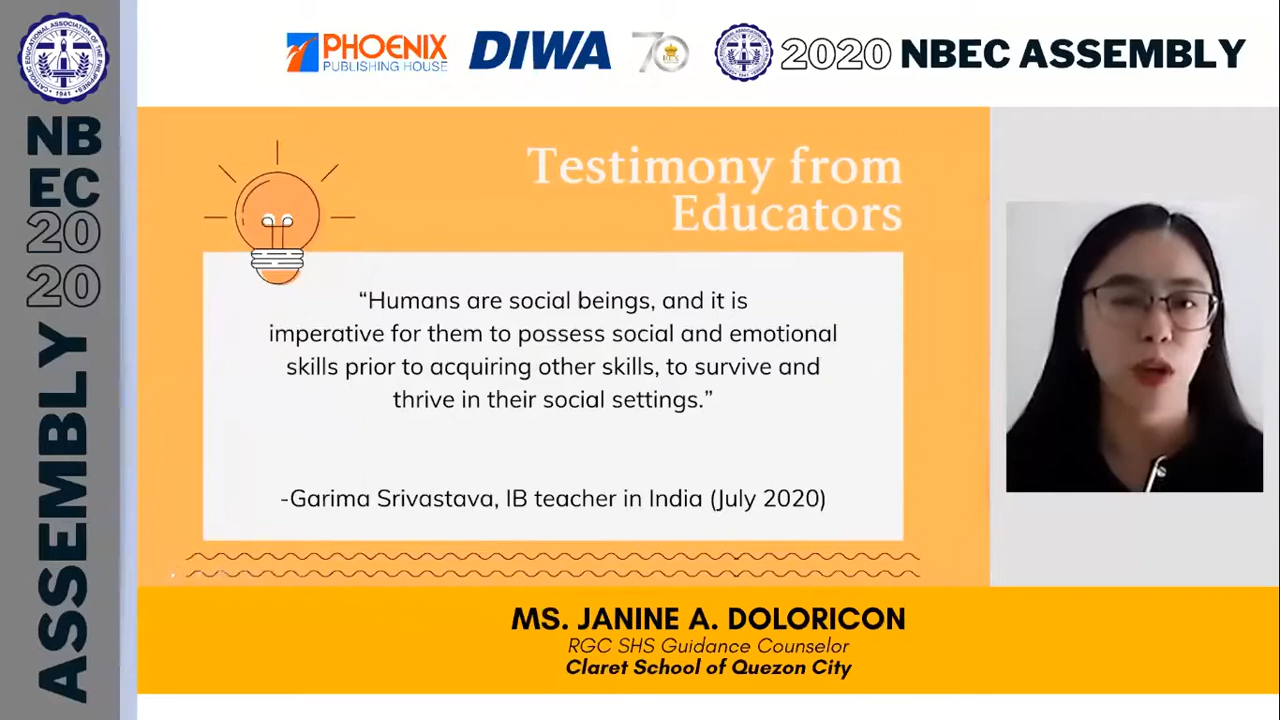 PHOENIX
PUBLISHING HOUSE
DIWA
70
2020 NBEC ASSEMBLY
NB
EC
20
20
ASSEMBLY
Testimony from
Educators
“Humans are social beings, and it is
imperative for them to possess social and emotional
skills prior to acquiring other skills, to survive and
thrive in their social settings.”
-Garima Srivastava, IB teacher in India (July 2020)
MS. JANINE A. DOLORICON
RGC SHS Guidance Counselor
Claret School of Quezon City